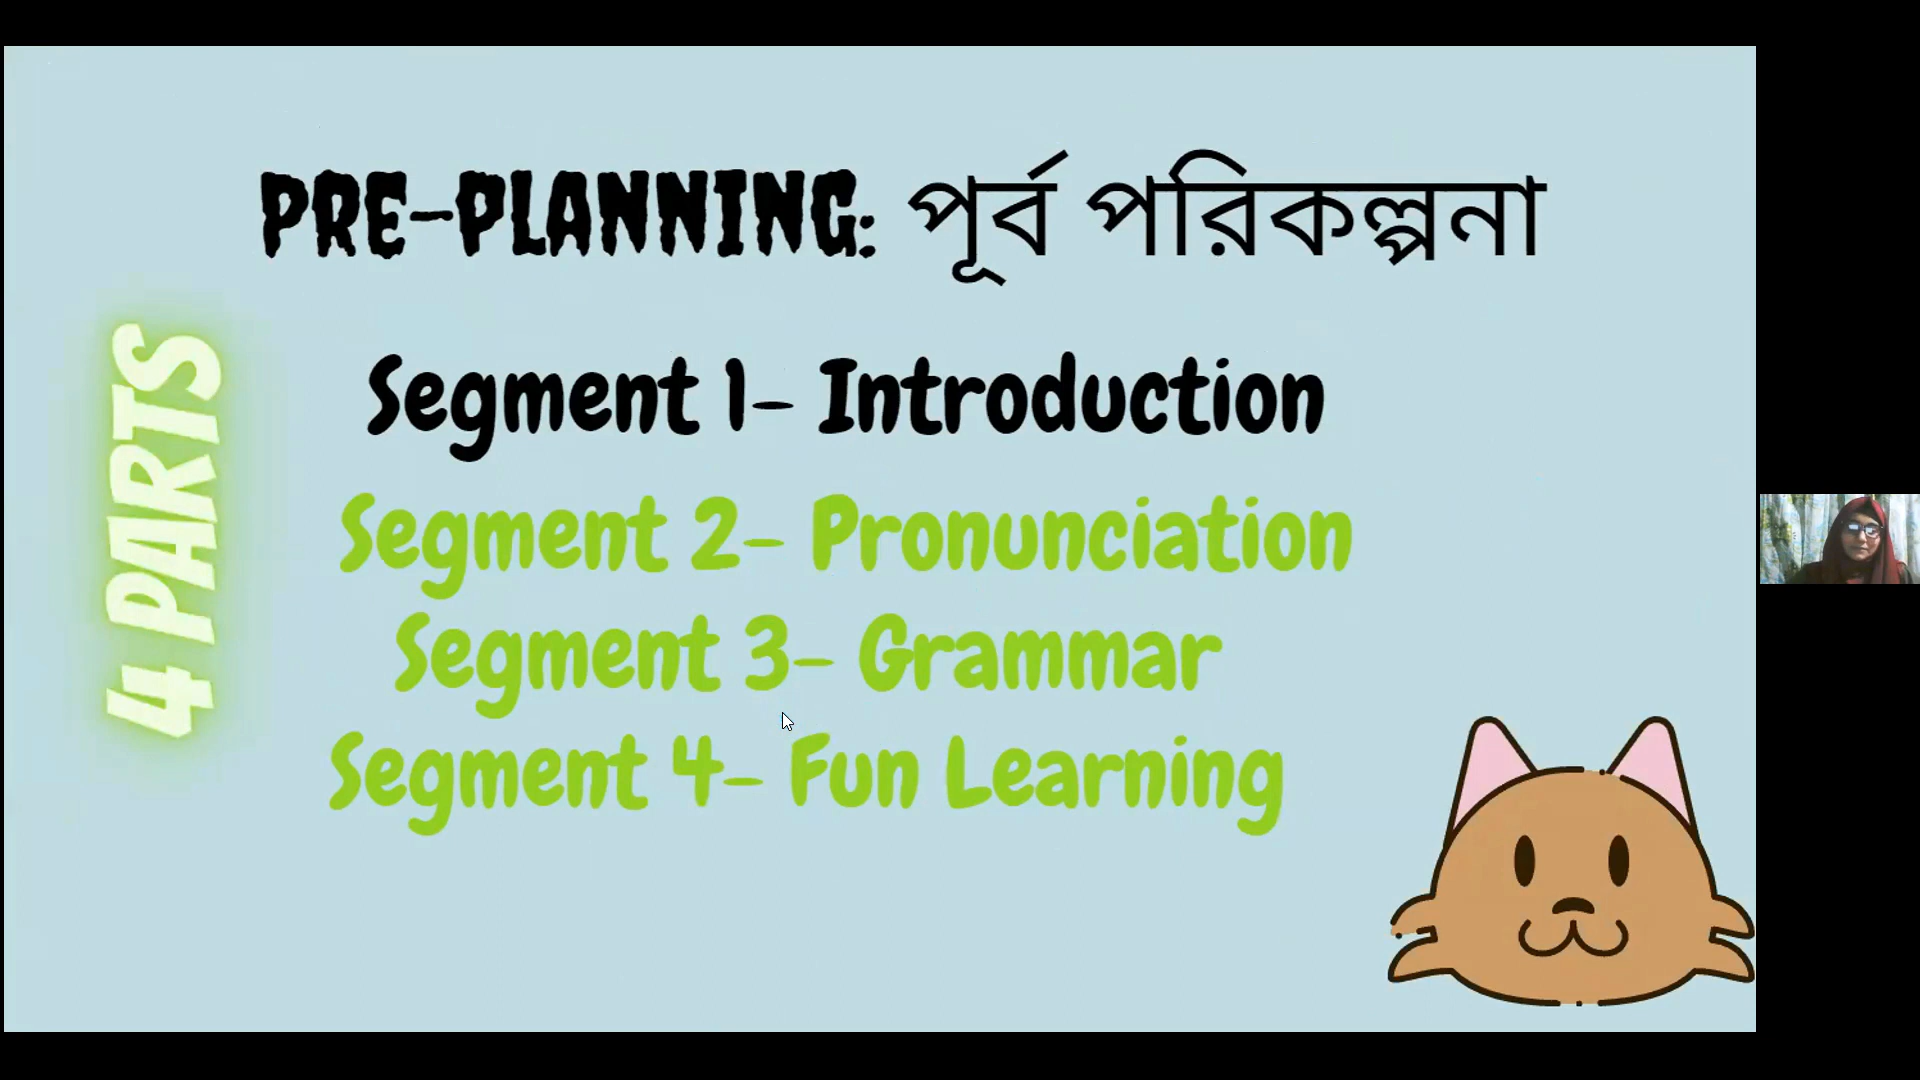 PRE-PLANNING: পূর্ব পরিকল্পনা
4 PARTS
Segment 1- Introduction
Segment 2- Pronunciation
Segment 3- Grammar
Segment 4- Fun Learning